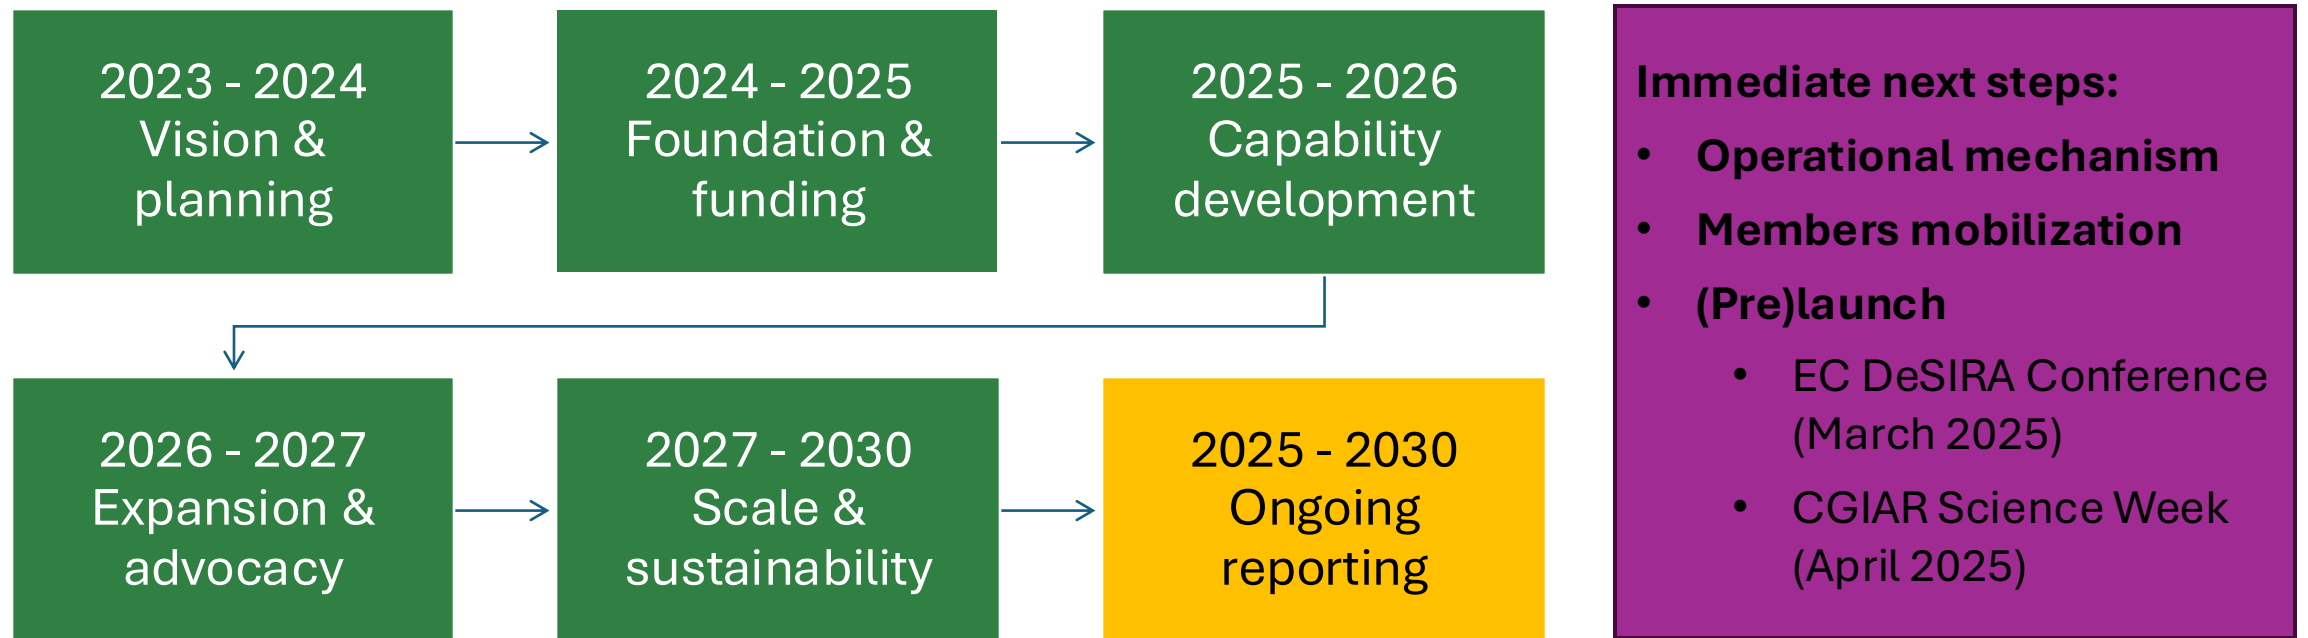 2023 - 2024
Vision &
planning
2024 - 2025
Foundation &
funding
2025 - 2026
Capability
development
2026 - 2027
Expansion &
advocacy
2027 - 2030
Scale &
sustainability
2025 - 2030
Ongoing
reporting
Immediate next steps:
• Operational mechanism
• Members mobilization
• (Pre)launch
• EC DeSIRA Conference
(March 2025)
• CGIAR Science Week
(April 2025)